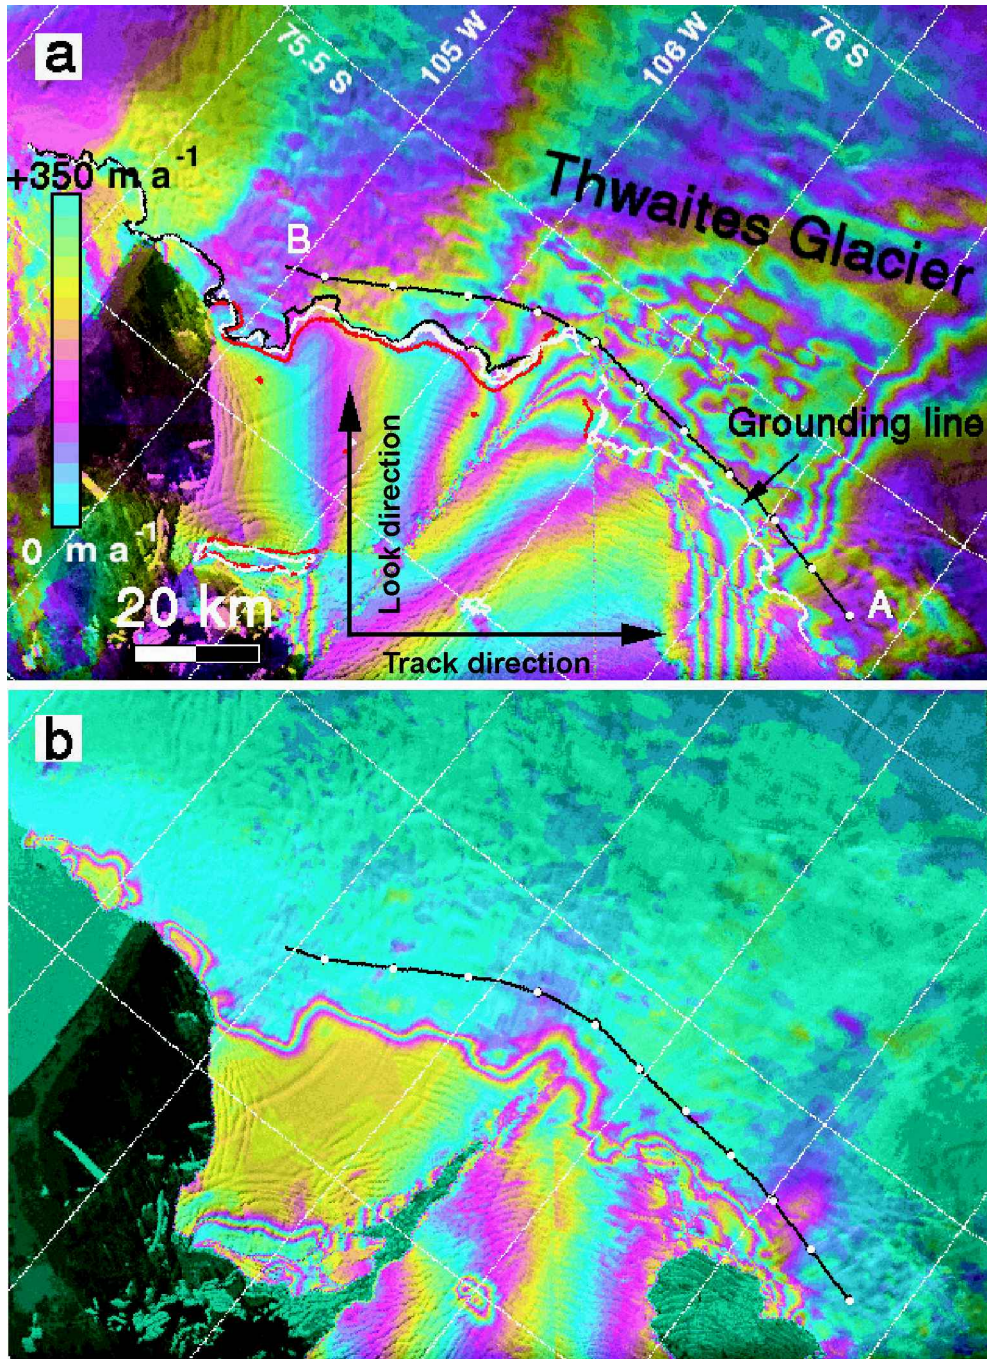 a
75.5 S
105 W
106 W
76 S
+350 m a⁻¹
Thwaites Glacier
B
Grounding line
Look direction
0 m a⁻¹
20 km
A
Track direction
b